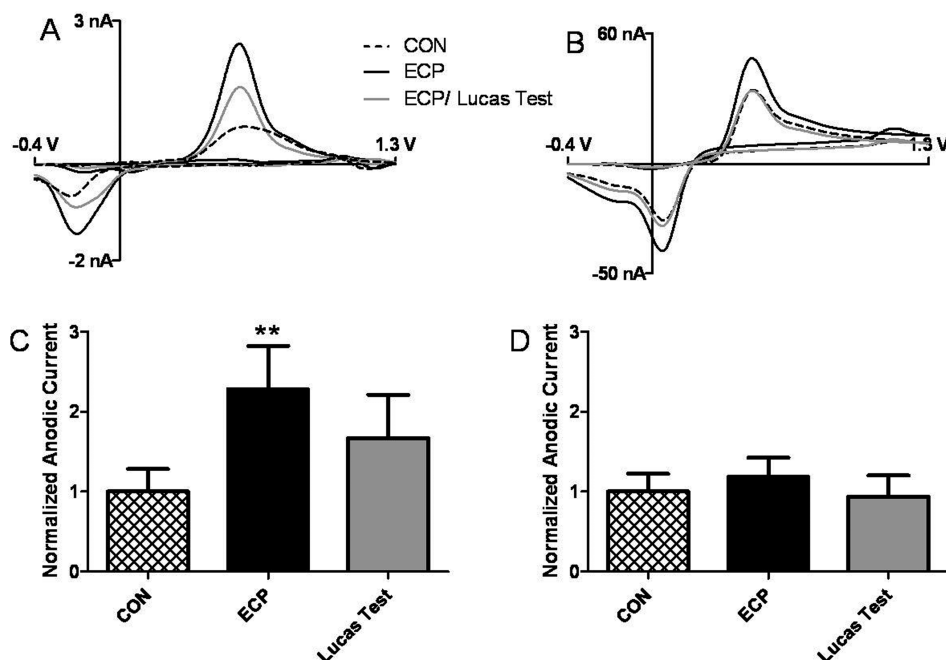 A
3 nA
-0.4 V
1.3 V
-2 nA
CON
ECP
ECP/ Lucas Test
B
60 nA
-0.4 V
1.3 V
-50 nA
C
Normalized Anodic Current
3
2
1
0
**
CON
ECP
Lucas Test
D
Normalized Anodic Current
3
2
1
0
CON
ECP
Lucas Test